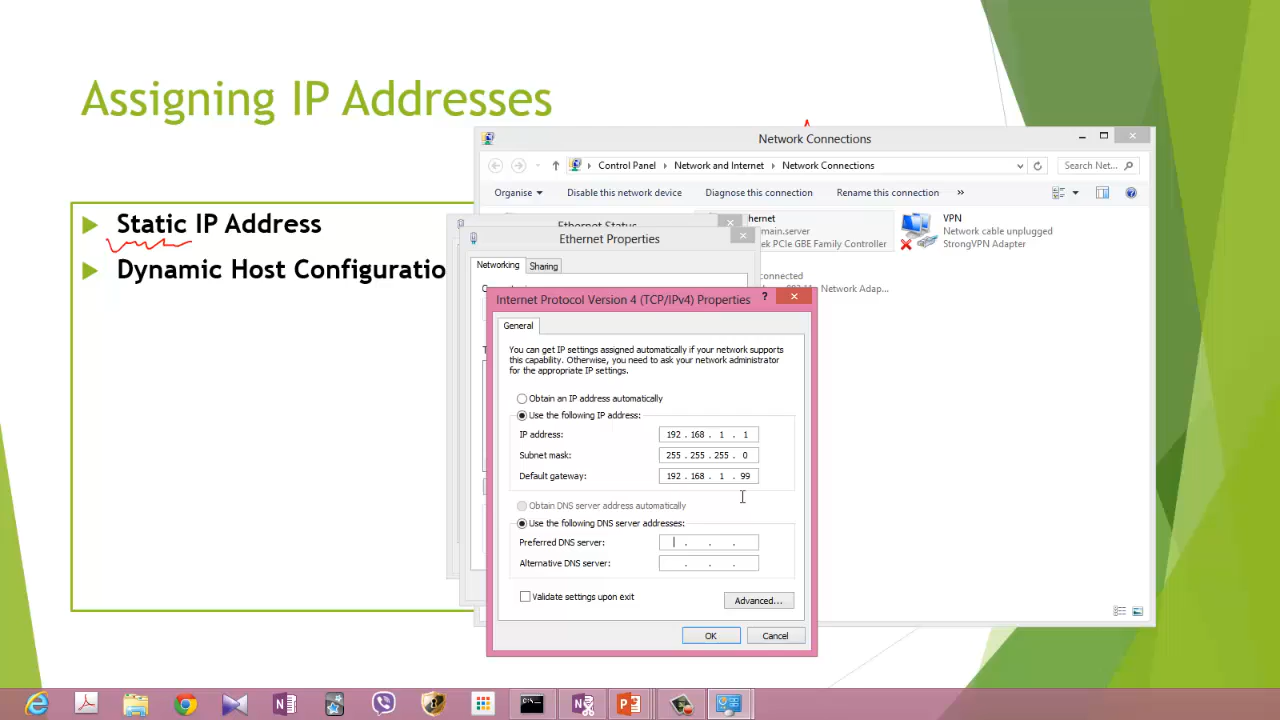 Assigning IP Addresses
Static IP Address
Dynamic Host Configuratio
Network Connections
Control Panel
Network and Internet
Network Connections
Search Net...
Organise
Disable this network device
Diagnose this connection
Rename this connection
»
VPN
Network cable unplugged
StrongVPN Adapter
main.server
PCIe GBE Family Controller
Network Adap...
Ethernet Status
Ethernet Properties
Networking
Sharing
Internet Protocol Version 4 (TCP/IPv4) Properties
?
General
You can get IP settings assigned automatically if your network supports
this capability. Otherwise, you need to ask your network administrator
for the appropriate IP settings.
Obtain an IP address automatically
Use the following IP address:
IP address: 192 . 168 . 1 . 1
Subnet mask: 255 . 255 . 255 . 0
Default gateway: 192 . 168 . 1 . 99
Obtain DNS server address automatically
Use the following DNS server addresses:
Preferred DNS server: . . .
Alternative DNS server: . . .
Validate settings upon exit
Advanced...
OK
Cancel